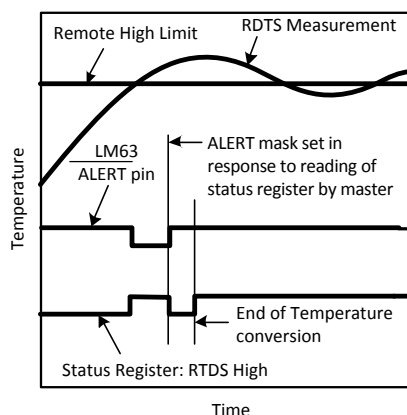 Remote High Limit
RDTS Measurement
LM63
ALERT pin
ALERT mask set in
response to reading of
status register by master
End of Temperature
conversion
Status Register: RTDS High
Temperature
Time